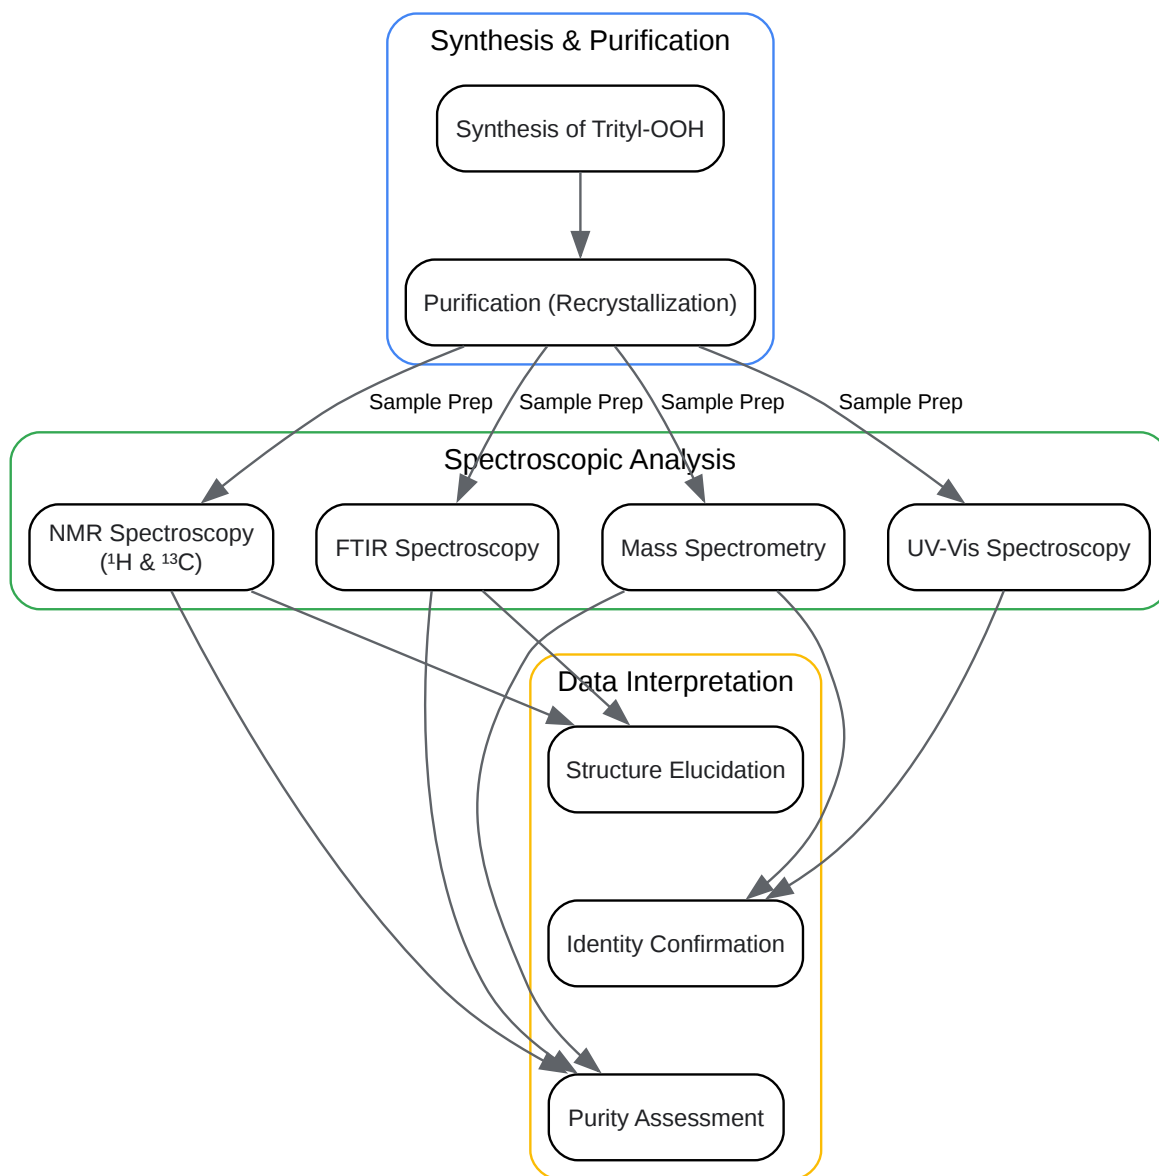 Synthesis & Purification
Synthesis of Trityl-OOH
Purification (Recrystallization)
Sample Prep
Sample Prep
Sample Prep
Sample Prep
Spectroscopic Analysis
NMR Spectroscopy
(¹H & ¹³C)
FTIR Spectroscopy
Mass Spectrometry
UV-Vis Spectroscopy
Data Interpretation
Structure Elucidation
Identity Confirmation
Purity Assessment